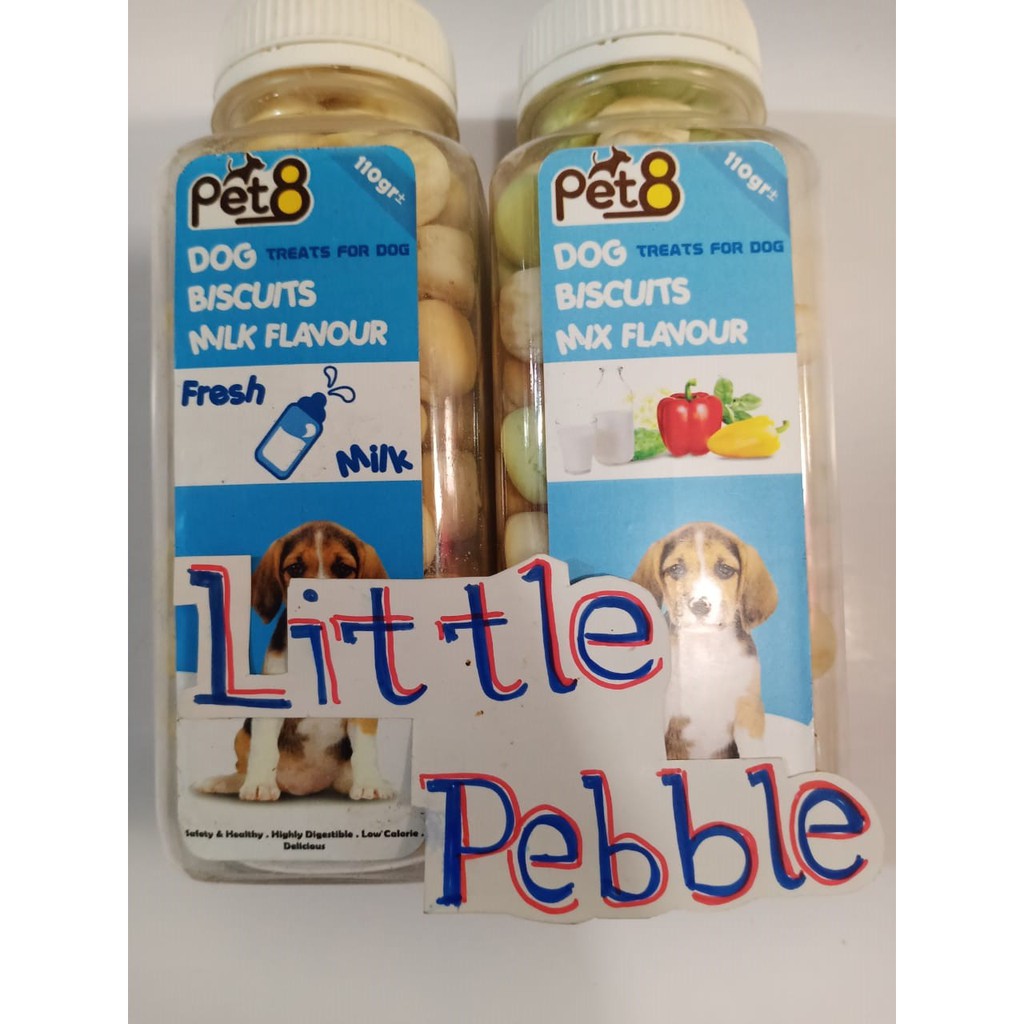 Pet8
110gr±
DOG TREATS FOR DOG
BISCUITS
MILK FLAVOUR
Fresh
Milk
Safety & Healthy . Highly Digestible . Low Calorie .
Delicious
Pet8
110gr±
DOG TREATS FOR DOG
BISCUITS
MIX FLAVOUR
Little
Pebble